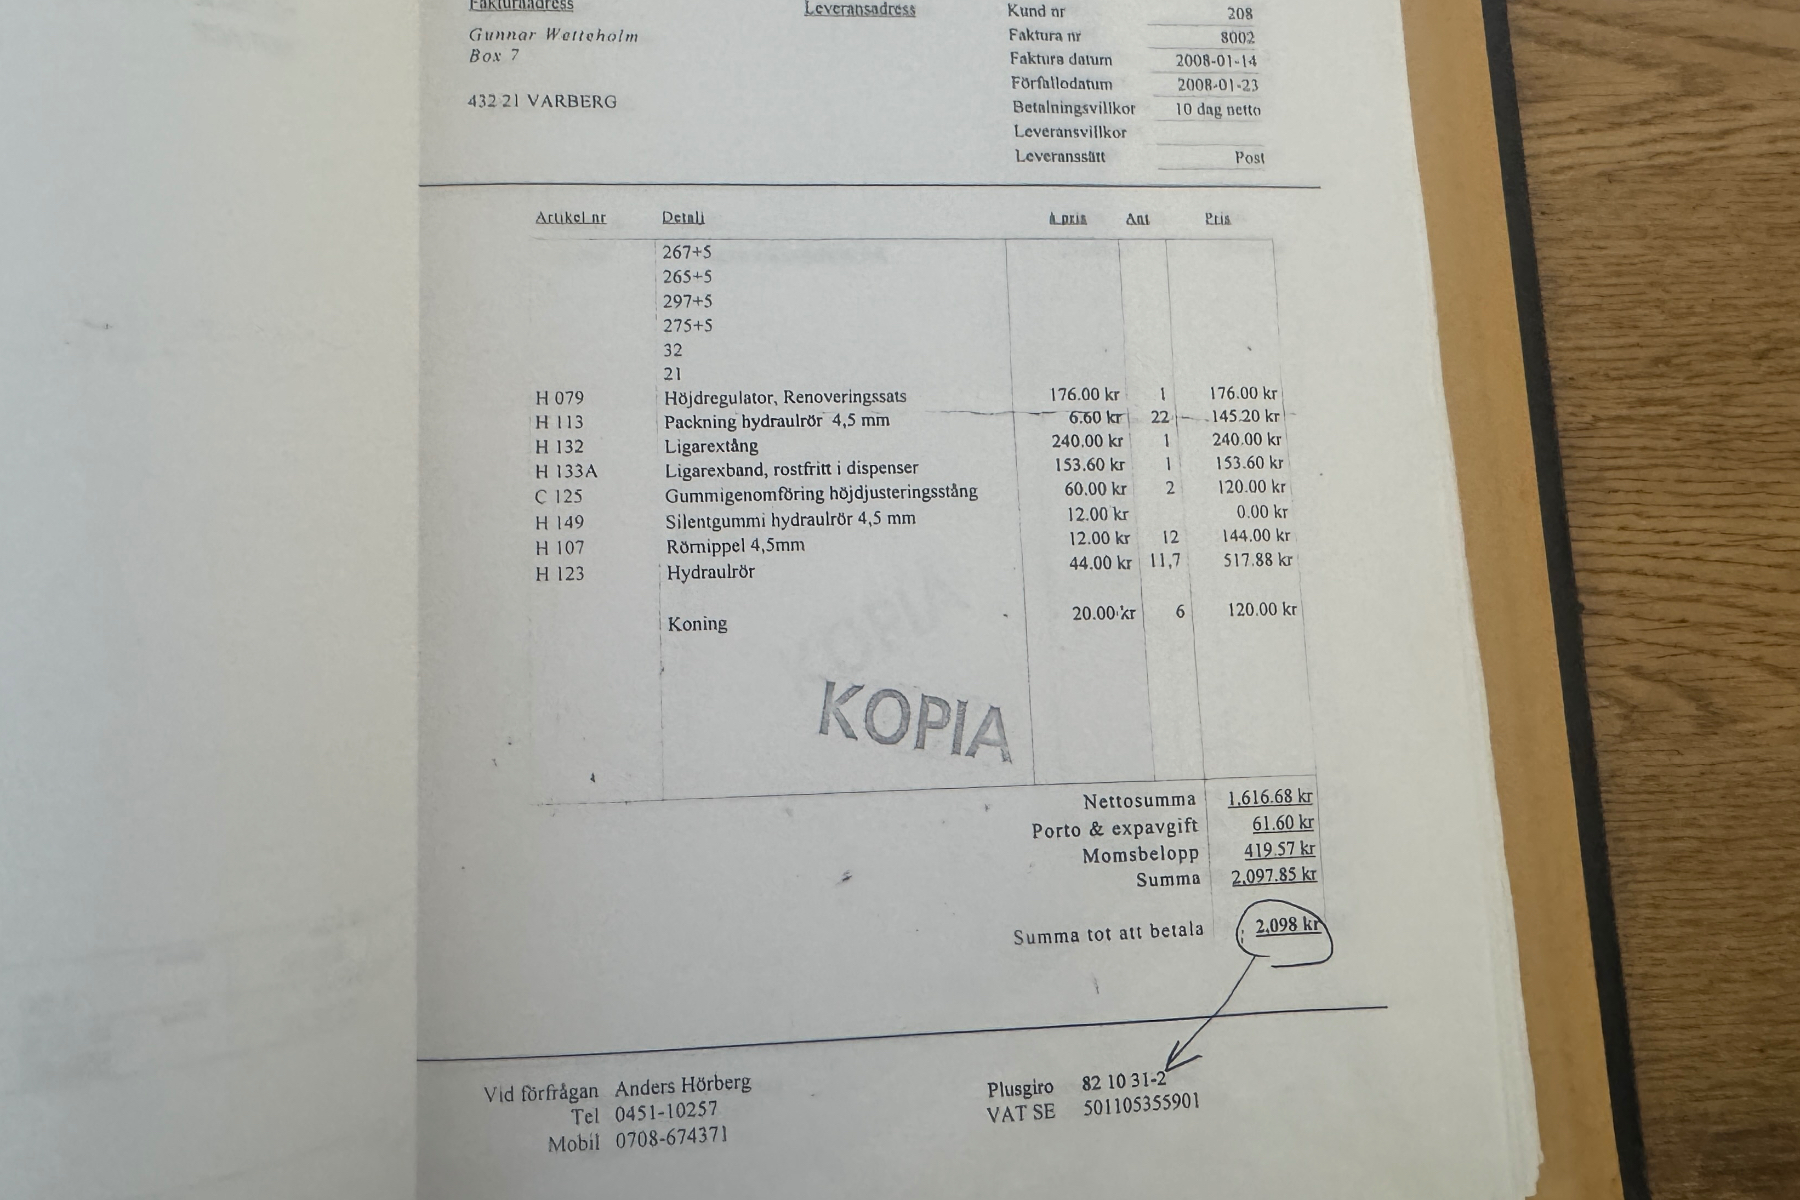 Fakturaadress Leveransadress
Kund nr 208
Gunnar Wetteholm Faktura nr 8002
Box 7 Faktura datum 2008-01-14
Förfallodatum 2008-01-23
432 21 VARBERG Betalningsvillkor 10 dag netto
Leveransvillkor
Leveranssätt Post
Artikel nr Detalj A pris Ant Pris
267+5
265+5
297+5
275+5
32
21
H 079 Höjdregulator, Renoveringssats 176.00 kr 1 176.00 kr
H 113 Packning hydraulrör 4,5 mm 6.60 kr 22 145.20 kr
H 132 Ligarextång 240.00 kr 1 240.00 kr
H 133A Ligarexband, rostfritt i dispenser 153.60 kr 1 153.60 kr
C 125 Gummigenomföring höjdjusteringsstång 60.00 kr 2 120.00 kr
H 149 Silentgummi hydraulrör 4,5 mm 12.00 kr 0.00 kr
H 107 Rörnippel 4,5mm 12.00 kr 12 144.00 kr
H 123 Hydraulrör 44.00 kr 11,7 517.88 kr
Koning 20.00 kr 6 120.00 kr
KOPIA
Nettosumma 1,616.68 kr
Porto & expavgift 61.60 kr
Momsbelopp 419.57 kr
Summa 2,097.85 kr
Summa tot att betala 2,098 kr
Vid förfrågan Anders Hörberg Plusgiro 82 10 31-2
Tel 0451-10257 VAT SE 501105355901
Mobil 0708-674371